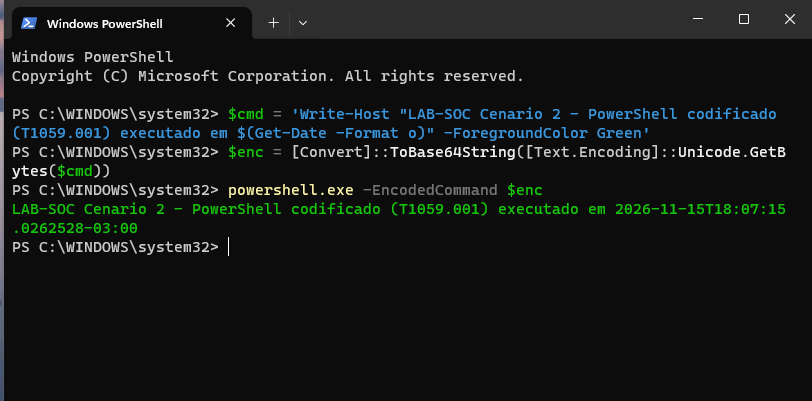 Windows PowerShell
Windows PowerShell
Copyright (C) Microsoft Corporation. All rights reserved.
PS C:\WINDOWS\system32> $cmd = 'Write-Host "LAB-SOC Cenario 2 - PowerShell codificado
(T1059.001) executado em $(Get-Date -Format o)" -ForegroundColor Green'
PS C:\WINDOWS\system32> $enc = [Convert]::ToBase64String([Text.Encoding]::Unicode.GetB
ytes($cmd))
PS C:\WINDOWS\system32> powershell.exe -EncodedCommand $enc
LAB-SOC Cenario 2 - PowerShell codificado (T1059.001) executado em 2026-11-15T18:07:15
.0262528-03:00
PS C:\WINDOWS\system32>